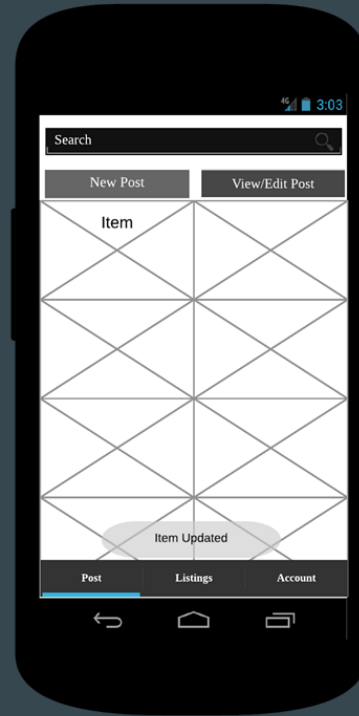 4G 3:03
Search
New Post View/Edit Post
Item
Item Updated
Post Listings Account